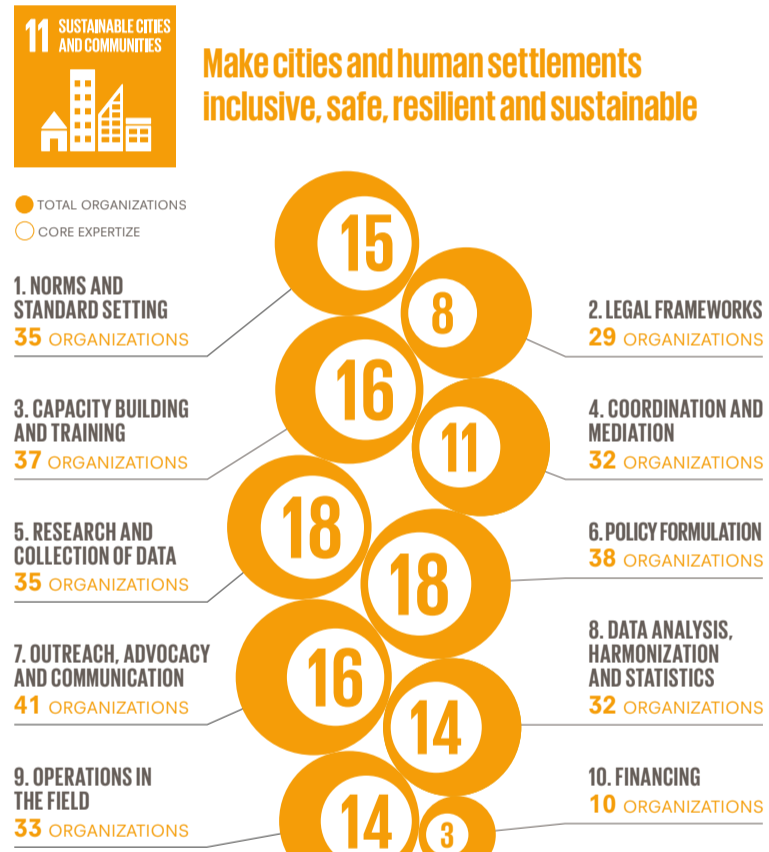 11 SUSTAINABLE CITIES
AND COMMUNITIES
Make cities and human settlements
inclusive, safe, resilient and sustainable
TOTAL ORGANIZATIONS
CORE EXPERTIZE
15
1. NORMS AND
STANDARD SETTING
35 ORGANIZATIONS
8
2. LEGAL FRAMEWORKS
29 ORGANIZATIONS
16
3. CAPACITY BUILDING
AND TRAINING
37 ORGANIZATIONS
11
4. COORDINATION AND
MEDIATION
32 ORGANIZATIONS
18
5. RESEARCH AND
COLLECTION OF DATA
35 ORGANIZATIONS
18
6. POLICY FORMULATION
38 ORGANIZATIONS
16
7. OUTREACH, ADVOCACY
AND COMMUNICATION
41 ORGANIZATIONS
14
8. DATA ANALYSIS,
HARMONIZATION
AND STATISTICS
32 ORGANIZATIONS
14
9. OPERATIONS IN
THE FIELD
33 ORGANIZATIONS
3
10. FINANCING
10 ORGANIZATIONS